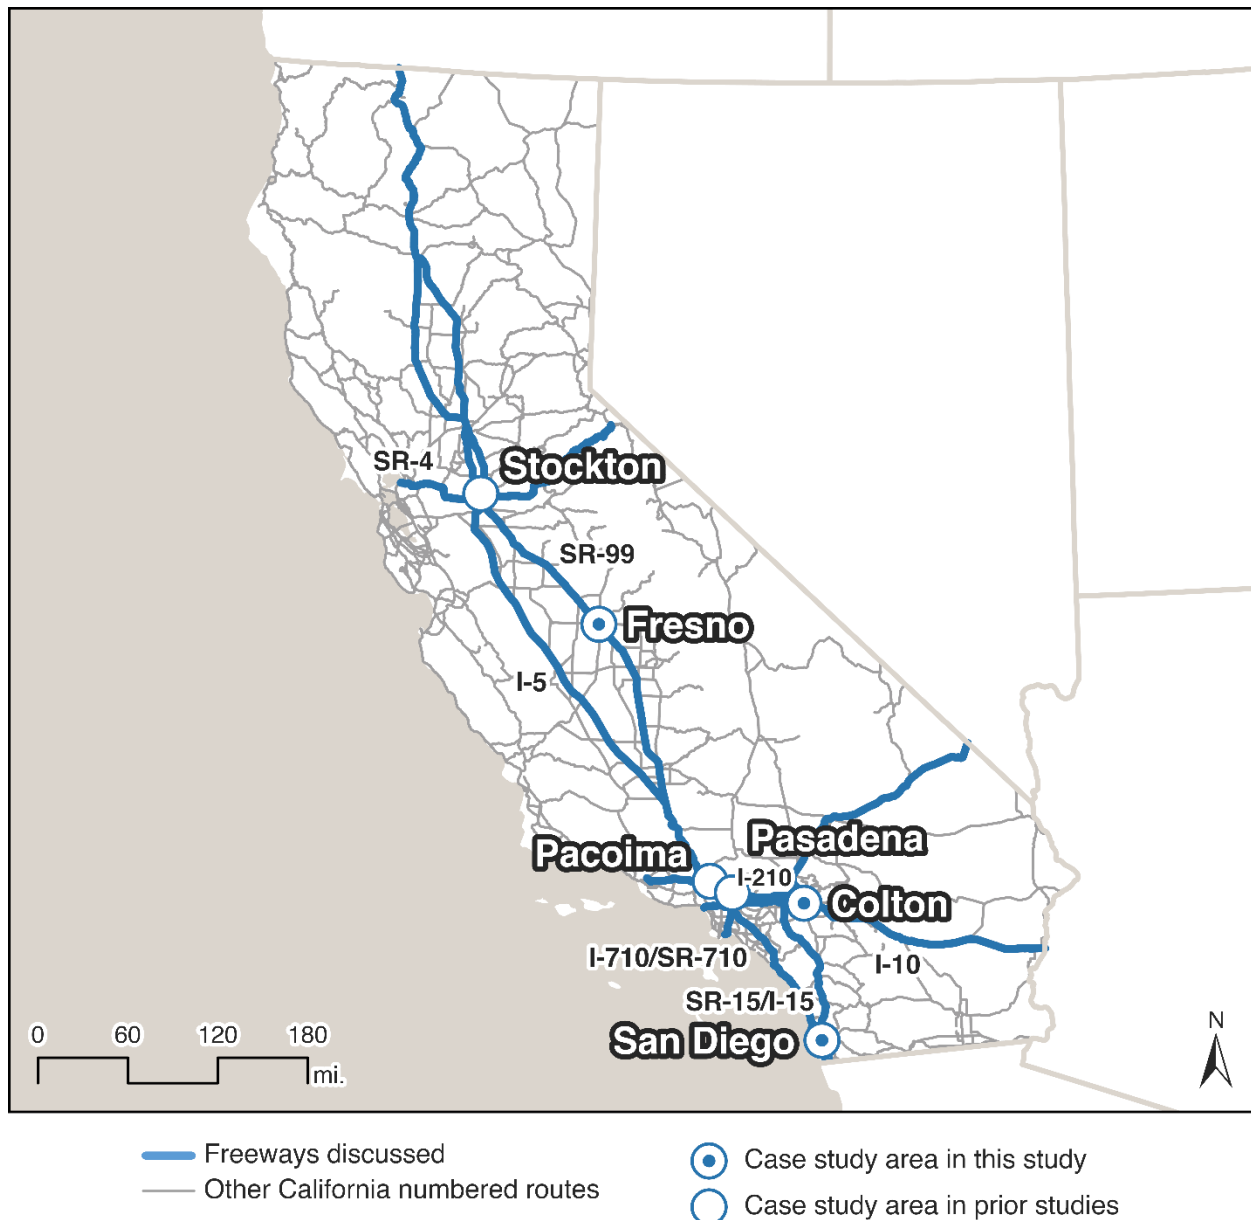 SR-4
Stockton
SR-99
Fresno
I-5
Pasadena
Pacoima
I-210
Colton
I-710/SR-710
I-10
SR-15/I-15
San Diego
0 60 120 180
mi.
N
Freeways discussed
Other California numbered routes
Case study area in this study
Case study area in prior studies